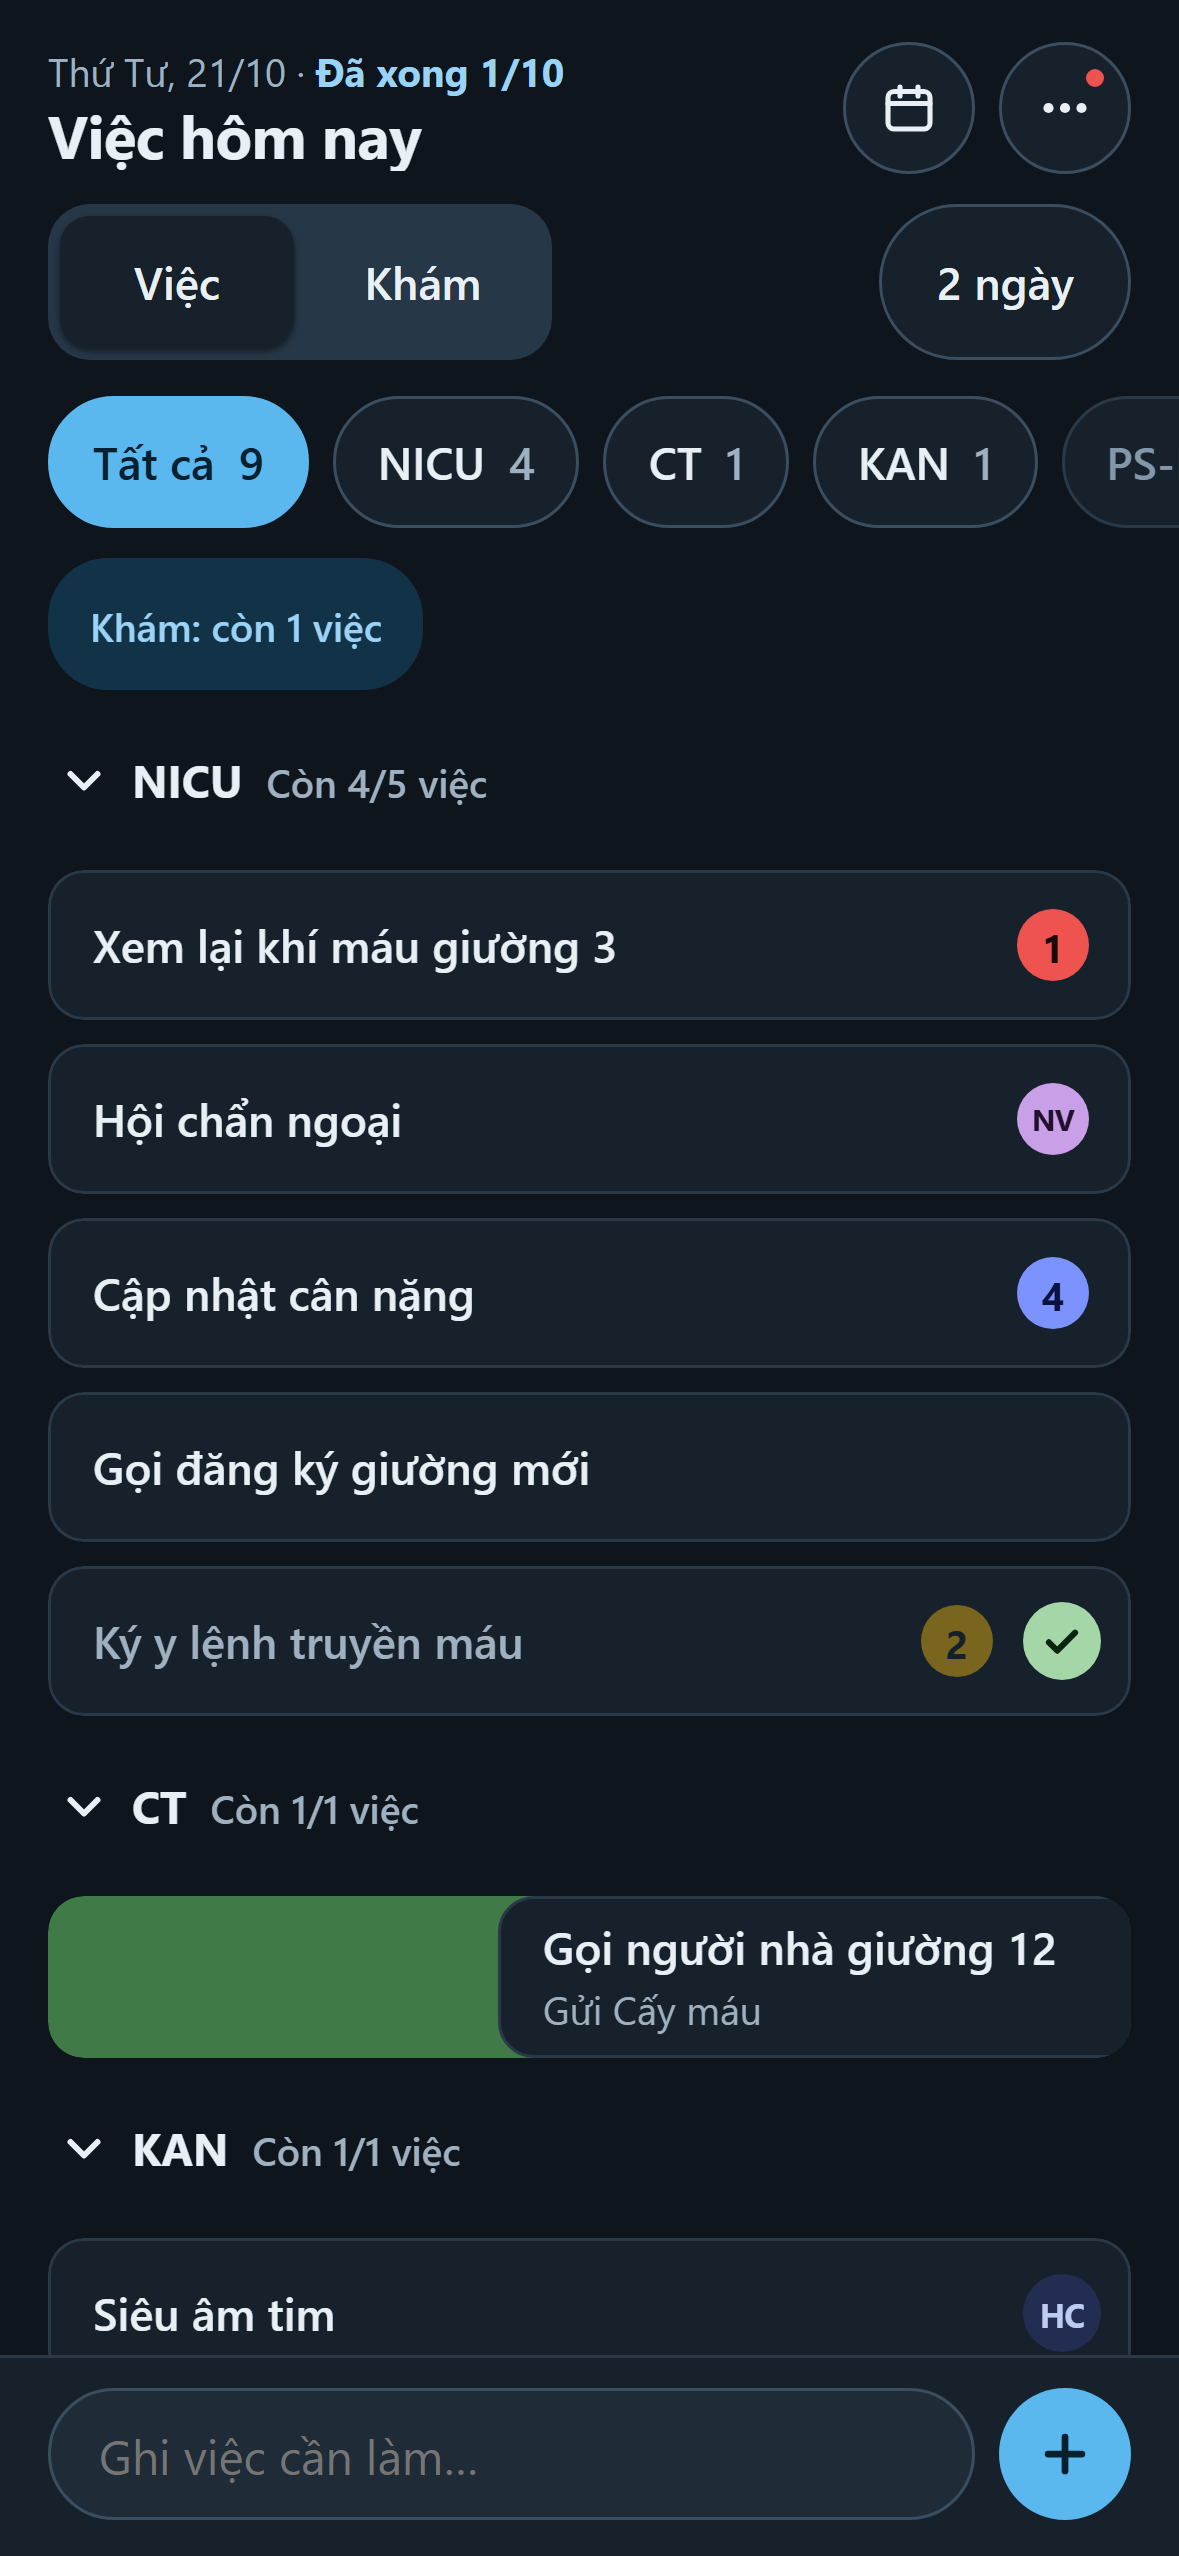 Thứ Tư, 21/10 · Đã xong 1/10
Việc hôm nay
Việc
Khám
2 ngày
Tất cả 9
NICU 4
CT 1
KAN 1
PS-
Khám: còn 1 việc
NICU Còn 4/5 việc
Xem lại khí máu giường 3
1
Hội chẩn ngoại
NV
Cập nhật cân nặng
4
Gọi đăng ký giường mới
Ký y lệnh truyền máu
2
CT Còn 1/1 việc
Gọi người nhà giường 12
Gửi Cấy máu
KAN Còn 1/1 việc
Siêu âm tim
HC
Ghi việc cần làm...